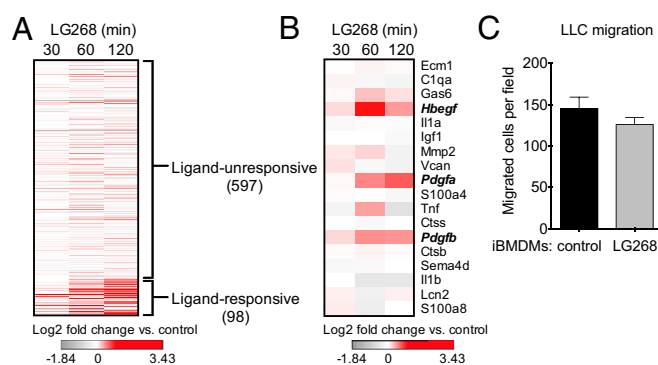 A
LG268 (min)
30 60 120
Ligand-unresponsive
(597)
Ligand-responsive
(98)
Log2 fold change vs. control
-1.84 0 3.43
B
LG268 (min)
30 60 120
Ecm1
C1qa
Gas6
Hbegf
Il1a
Igf1
Mmp2
Vcan
Pdgfa
S100a4
Tnf
Ctss
Pdgfb
Ctsb
Sema4d
Il1b
Lcn2
S100a8
Log2 fold change vs. control
-1.84 0 3.43
C
LLC migration
Migrated cells per field
200
150
100
50
0
iBMDMs: control LG268